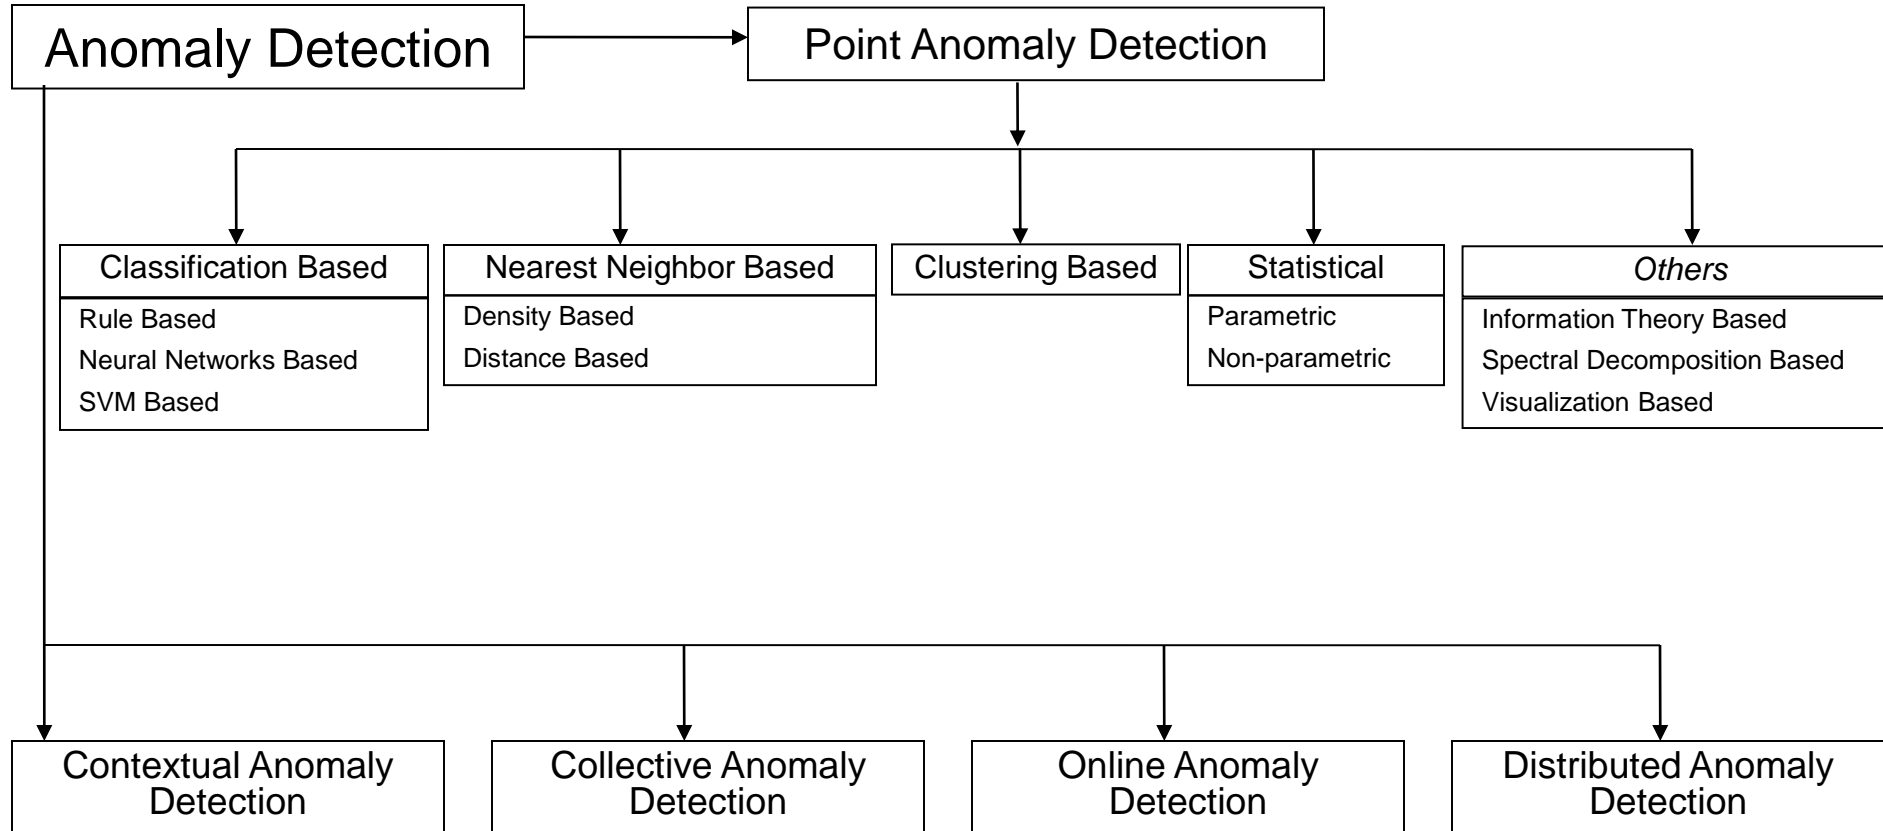 Anomaly Detection
Point Anomaly Detection
Classification Based
Rule Based
Neural Networks Based
SVM Based
Nearest Neighbor Based
Density Based
Distance Based
Clustering Based
Statistical
Parametric
Non-parametric
Others
Information Theory Based
Spectral Decomposition Based
Visualization Based
Contextual Anomaly
Detection
Collective Anomaly
Detection
Online Anomaly
Detection
Distributed Anomaly
Detection